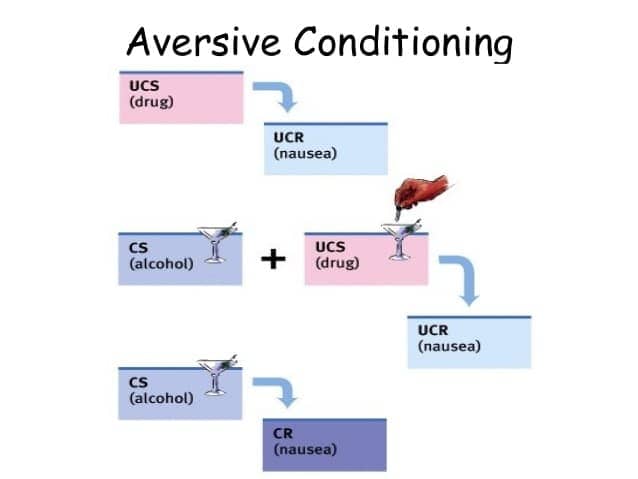 Aversive Conditioning
UCS
(drug)
UCR
(nausea)
CS
(alcohol)
+
UCS
(drug)
UCR
(nausea)
CS
(alcohol)
CR
(nausea)